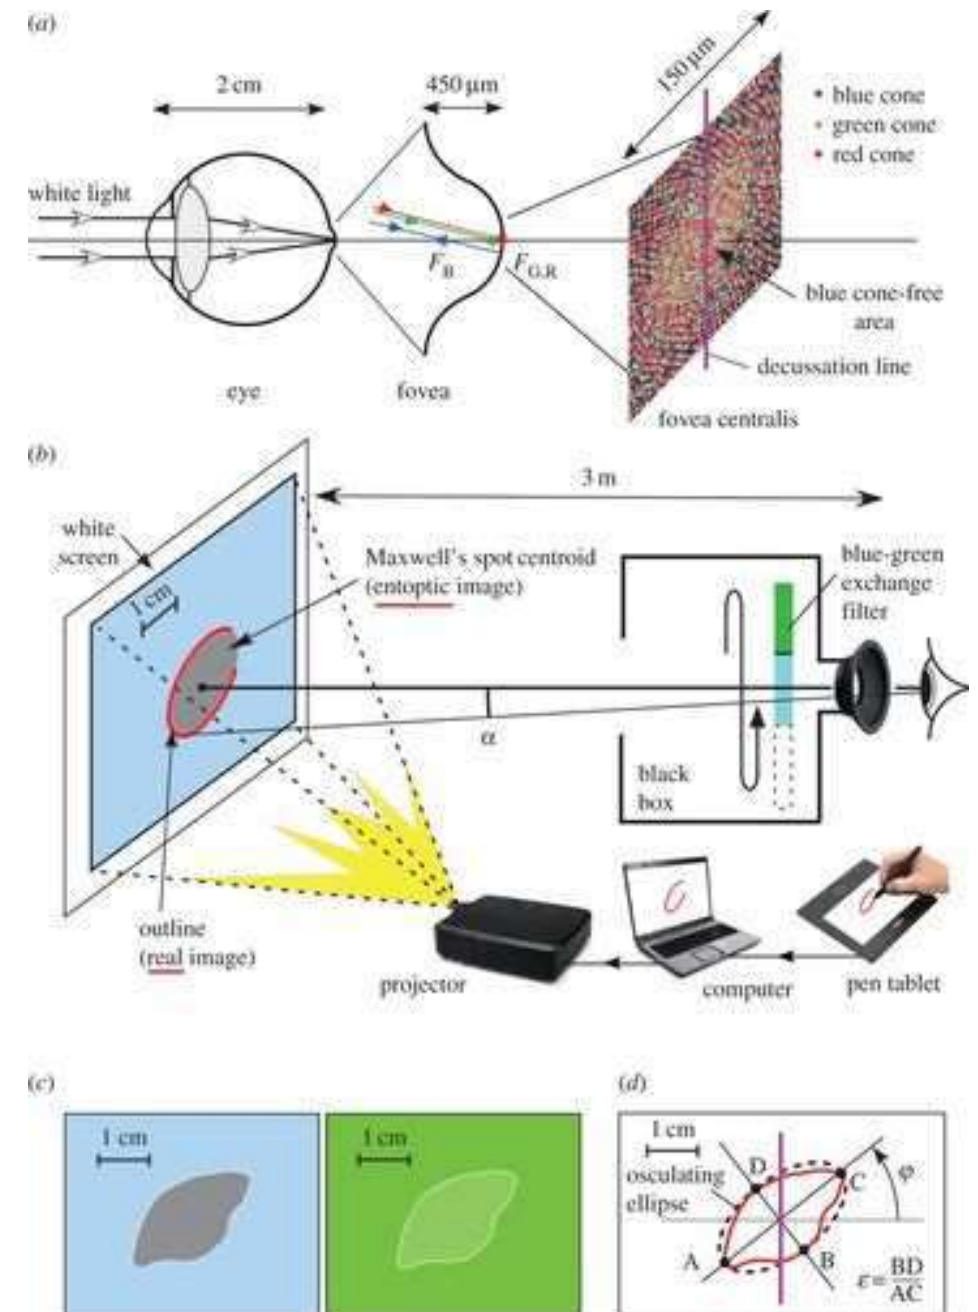 (a)
2 cm
450 µm
150 µm
blue cone
green cone
red cone
white light
F_B
F_G,R
blue cone-free
area
decussation line
eye
fovea
fovea centralis
(b)
3 m
white
screen
1 cm
Maxwell's spot centroid
(entoptic image)
blue-green
exchange
filter
α
black
box
outline
(real image)
projector
computer
pen tablet
(c)
1 cm
1 cm
(d)
1 cm
osculating
ellipse
D
C
φ
A
B
ε = BD
AC